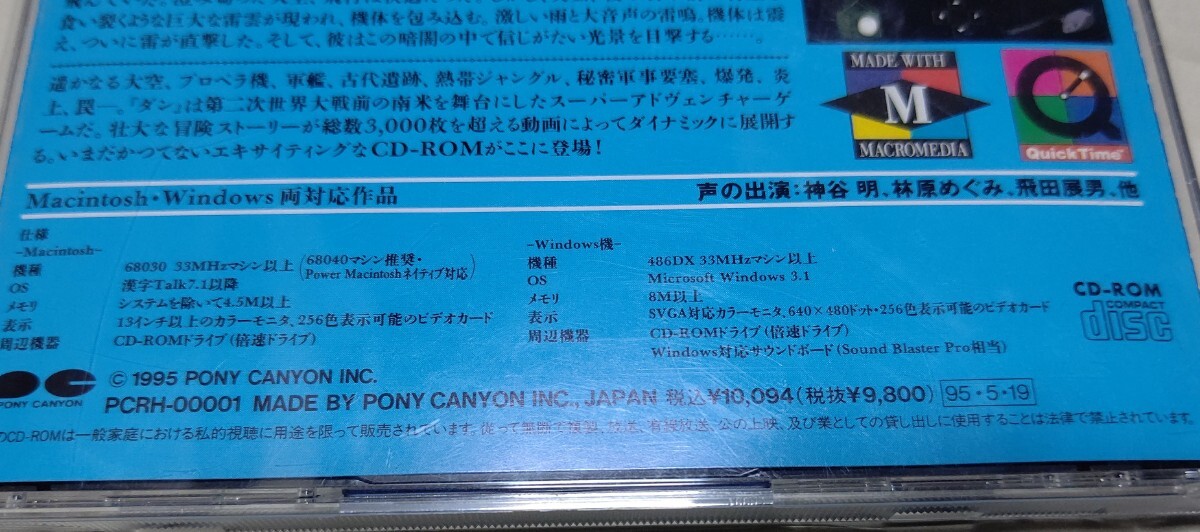 食い裂くような巨大な雷雲が現われ、機体を包み込む。激しい雨と大音声の雷鳴。機体は震
え、ついに雷が直撃した。そして、彼はこの暗闇の中で信じがたい光景を目撃する……。
遥かなる大空、プロペラ機、軍艦、古代遺跡、熱帯ジャングル、秘密軍事要塞、爆発、炎
上、罠―。『ダン』は第二次世界大戦前の南米を舞台にしたスーパーアドヴェンチャーゲ
ームだ。壮大な冒険ストーリーが総数3,000枚を超える動画によってダイナミックに展開す
る。いまだかつてないエキサイティングなCD-ROMがここに登場!
MADE WITH
M
MACROMEDIA
QuickTime™
Macintosh・Windows 両対応作品
声の出演:神谷 明、林原めぐみ、飛田展男、他
仕様
–Macintosh–
機種 68030 33MHzマシン以上(68040マシン推奨・
Power Macintoshネイティブ対応)
OS 漢字Talk7.1以降
メモリ システムを除いて4.5M以上
表示 13インチ以上のカラーモニタ、256色表示可能のビデオカード
周辺機器 CD-ROMドライブ(倍速ドライブ)
–Windows機–
機種 486DX 33MHzマシン以上
OS Microsoft Windows 3.1
メモリ 8M以上
表示 SVGA対応カラーモニタ、640×480ドット・256色表示可能のビデオカード
周辺機器 CD-ROMドライブ(倍速ドライブ)
Windows対応サウンドボード(Sound Blaster Pro相当)
CD-ROM
COMPACT
disc
PONY CANYON
© 1995 PONY CANYON INC.
PCRH-00001 MADE BY PONY CANYON INC., JAPAN 税込¥10,094(税抜¥9,800) 95・5・19
CD-ROMは一般家庭における私的視聴に用途を限って販売されています。従って無断で複製、放送、有線放送、公の上映、及び業としての貸し出しに使用することは法律で禁止されています。